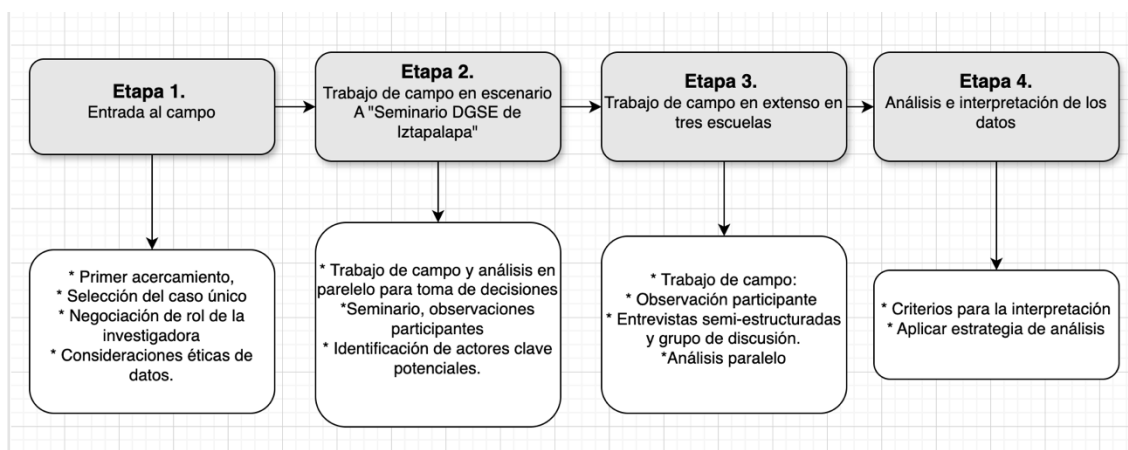 Etapa 1.
Entrada al campo
Etapa 2.
Trabajo de campo en escenario
A "Seminario DGSE de
Iztapalapa"
Etapa 3.
Trabajo de campo en extenso en
tres escuelas
Etapa 4.
Análisis e interpretación de los
datos
* Primer acercamiento,
* Selección del caso único
* Negociación de rol de la
investigadora
* Consideraciones éticas de
datos.
* Trabajo de campo y análisis en
parelelo para toma de decisiones
*Seminario, observaciones
participantes
* Identificación de actores clave
potenciales.
* Trabajo de campo:
* Observación participante
* Entrevistas semi-estructuradas
y grupo de discusión.
*Análisis paralelo
* Criterios para la interpretación
* Aplicar estrategia de análisis